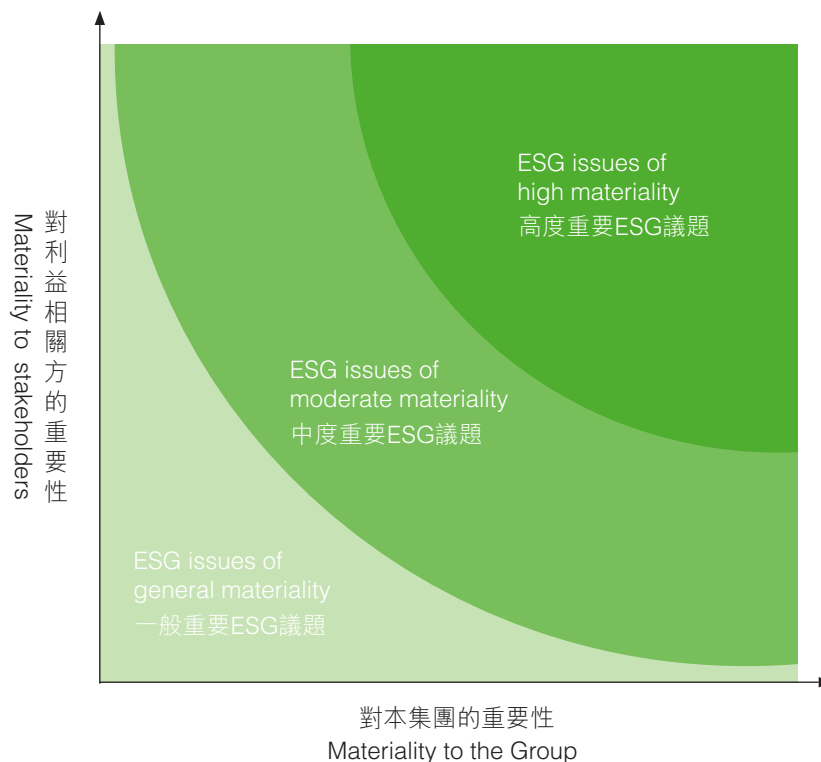 ESG issues of
high materiality
高度重要ESG議題
對利益相關方的重要性
Materiality to stakeholders
ESG issues of
moderate materiality
中度重要ESG議題
ESG issues of
general materiality
一般重要ESG議題
對本集團的重要性
Materiality to the Group